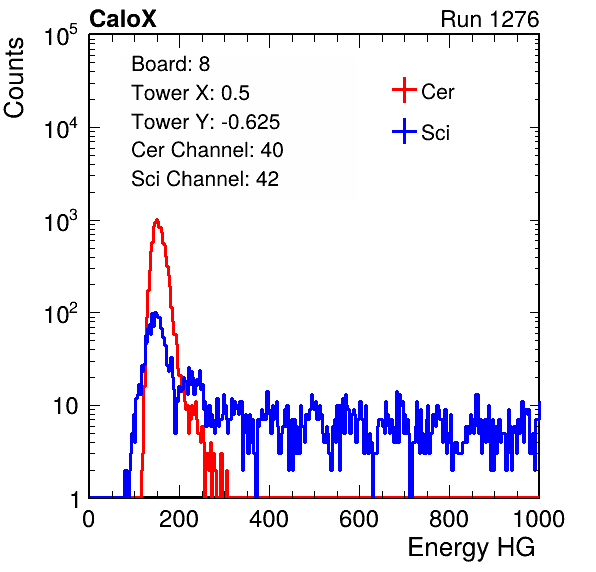 CaloX Run 1276
Counts
10^5
10^4
10^3
10^2
10
1
Board: 8
Tower X: 0.5
Tower Y: -0.625
Cer Channel: 40
Sci Channel: 42
Cer
Sci
0 200 400 600 800 1000
Energy HG